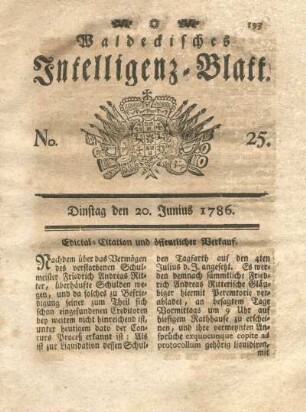 193
Waldeckisches
Intelligenz-Blatt.
No. 25.
Dinstag den 20. Junius 1786.
Edictal-Citation und öffentlicher Verkauf.
Nachdem über das Vermögen
des verstorbenen Schul-
meister Friedrich Andreas Rit-
ter, überhäufte Schulden we-
gen, und da solches zu Befrie-
digung seiner zum Theil sich
schon eingefundenen Creditoren
bey weitem nicht hinreichend ist,
unter heutigem dato der Con-
curs Proceß erkannt ist; Als
ist zur Liquidation dessen Schul-
den Tagfarth auf den 4ten
Julius d. J. angesetzt. Es wer-
den demnach sämmtliche Fried-
rich Andreas Ritterische Gläu-
biger hiermit Peremtorie ver-
abladet, an besagtem Tage
Vormittags um 9 Uhr auf
hiesigem Rathhause zu erschei-
nen, und ihre vermeynten An-
sprüche exquocunque capite ad
protocollum gehörig liquidiren,
mit